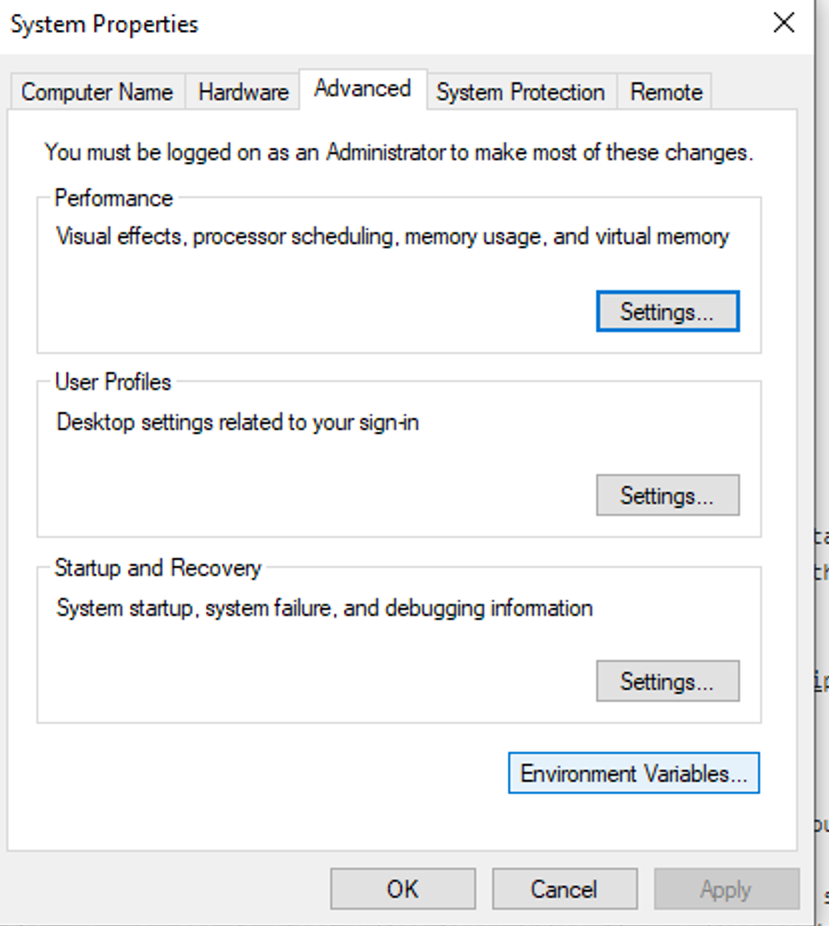 System Properties
Computer Name
Hardware
Advanced
System Protection
Remote
You must be logged on as an Administrator to make most of these changes.
Performance
Visual effects, processor scheduling, memory usage, and virtual memory
Settings...
User Profiles
Desktop settings related to your sign-in
Settings...
Startup and Recovery
System startup, system failure, and debugging information
Settings...
Environment Variables...
OK
Cancel
Apply